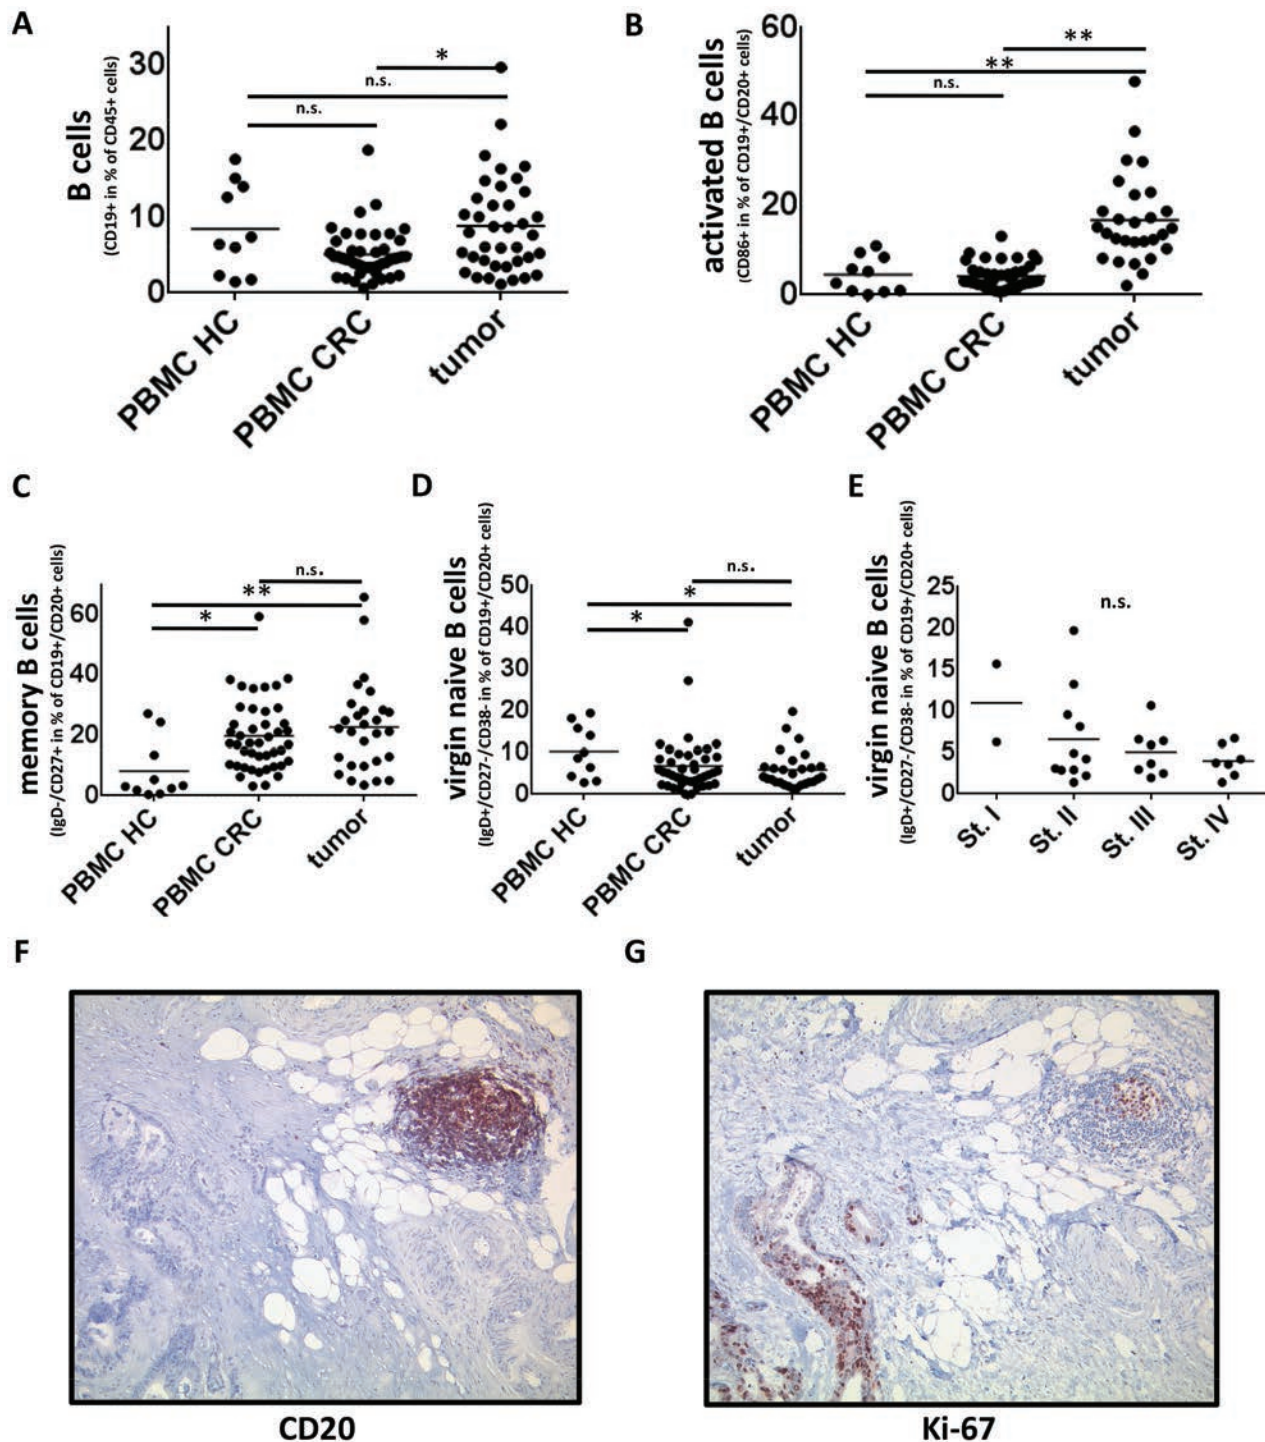 A
B cells
(CD19+ in % of CD45+ cells)
30
20
10
0
*
n.s.
n.s.
PBMC HC
PBMC CRC
tumor
B
activated B cells
(CD86+ in % of CD19+/CD20+ cells)
60
40
20
0
**
**
n.s.
PBMC HC
PBMC CRC
tumor
C
memory B cells
(IgD-/CD27+ in % of CD19+/CD20+ cells)
60
40
20
0
n.s.
**
*
PBMC HC
PBMC CRC
tumor
D
virgin naive B cells
(IgD+/CD27-/CD38- in % of CD19+/CD20+ cells)
50
40
30
20
10
0
n.s.
*
*
PBMC HC
PBMC CRC
tumor
E
virgin naive B cells
(IgD+/CD27-/CD38- in % of CD19+/CD20+ cells)
25
20
15
10
5
0
n.s.
St. I
St. II
St. III
St. IV
F
CD20
G
Ki-67